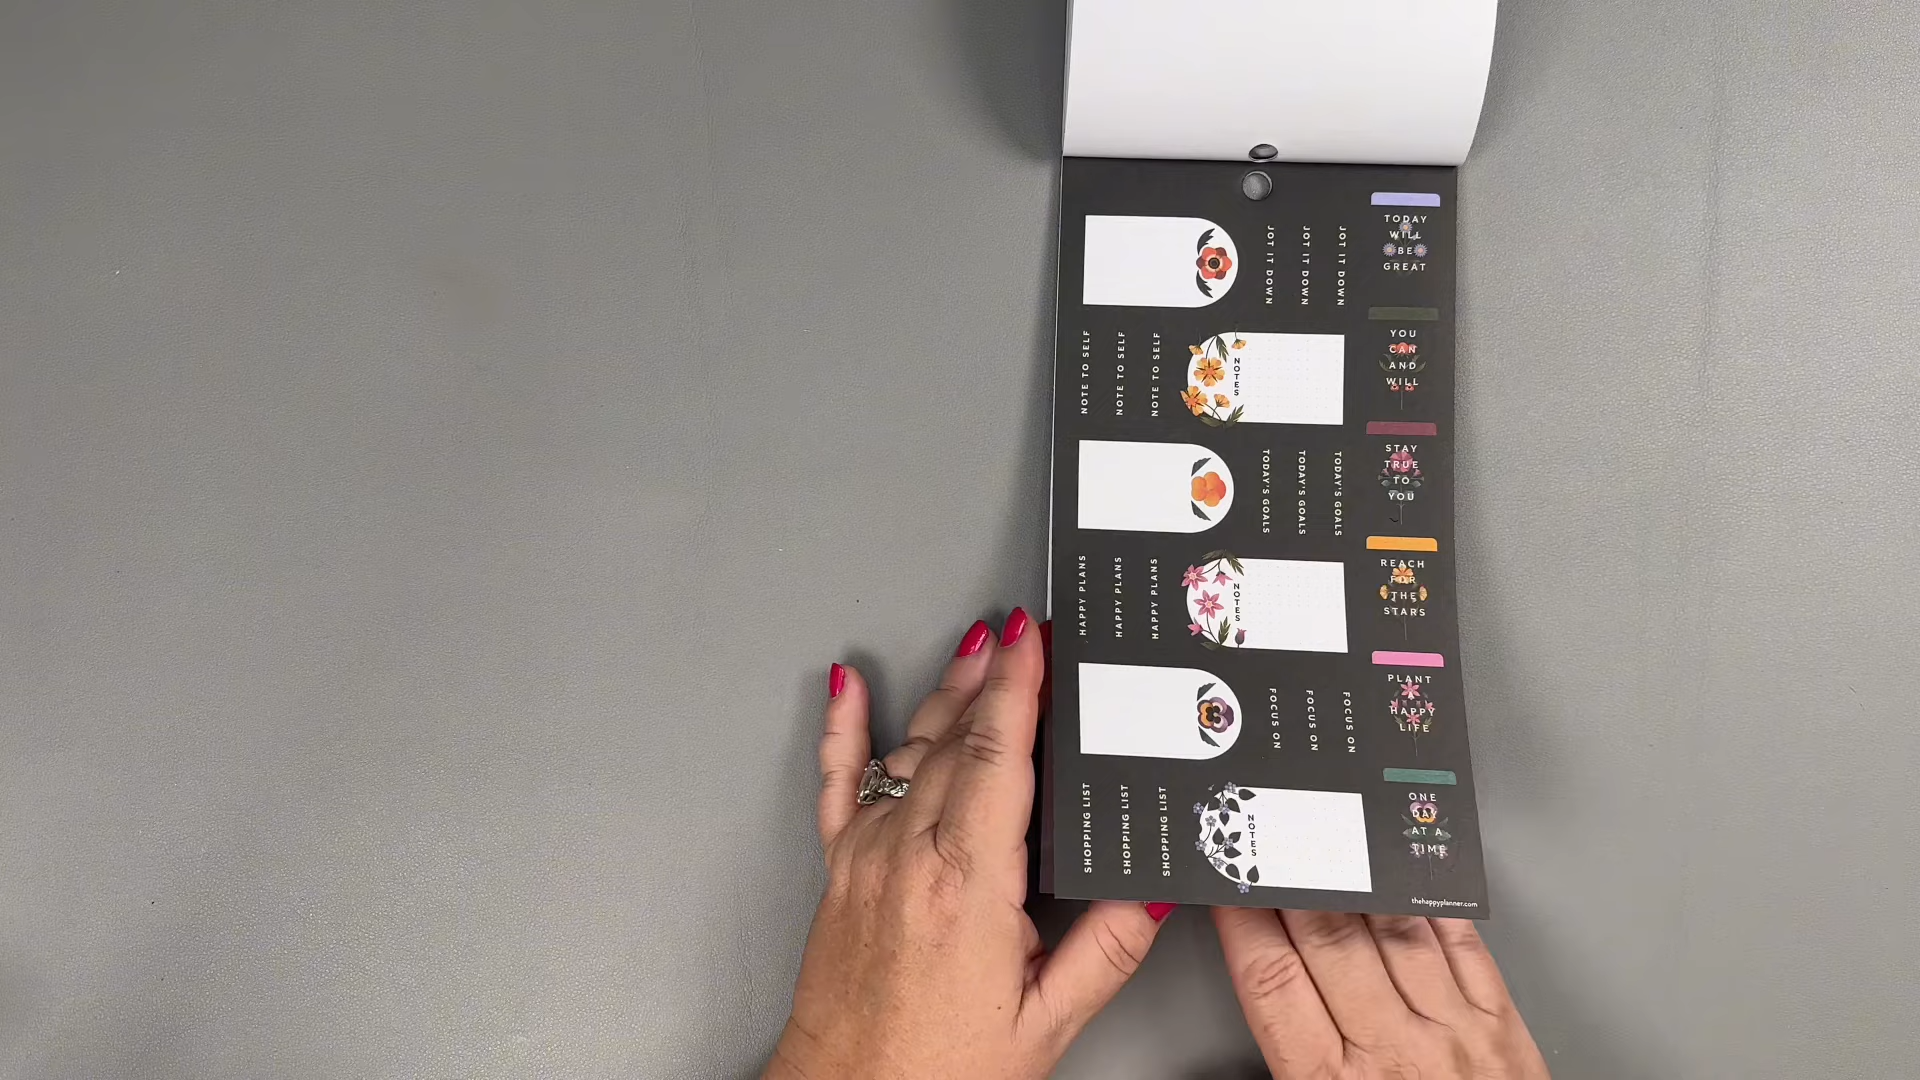 TODAY
WILL
BE
GREAT
JOT IT DOWN
JOT IT DOWN
JOT IT DOWN
NOTE TO SELF
NOTE TO SELF
NOTE TO SELF
NOTES
YOU
CAN
AND
WILL
TODAY'S GOALS
TODAY'S GOALS
TODAY'S GOALS
STAY
TRUE
TO
YOU
HAPPY PLANS
HAPPY PLANS
HAPPY PLANS
NOTES
REACH
FOR
THE
STARS
FOCUS ON
FOCUS ON
FOCUS ON
PLANT
HAPPY
LIFE
SHOPPING LIST
SHOPPING LIST
SHOPPING LIST
NOTES
ONE
DAY
AT A
TIME
thehappyplanner.com